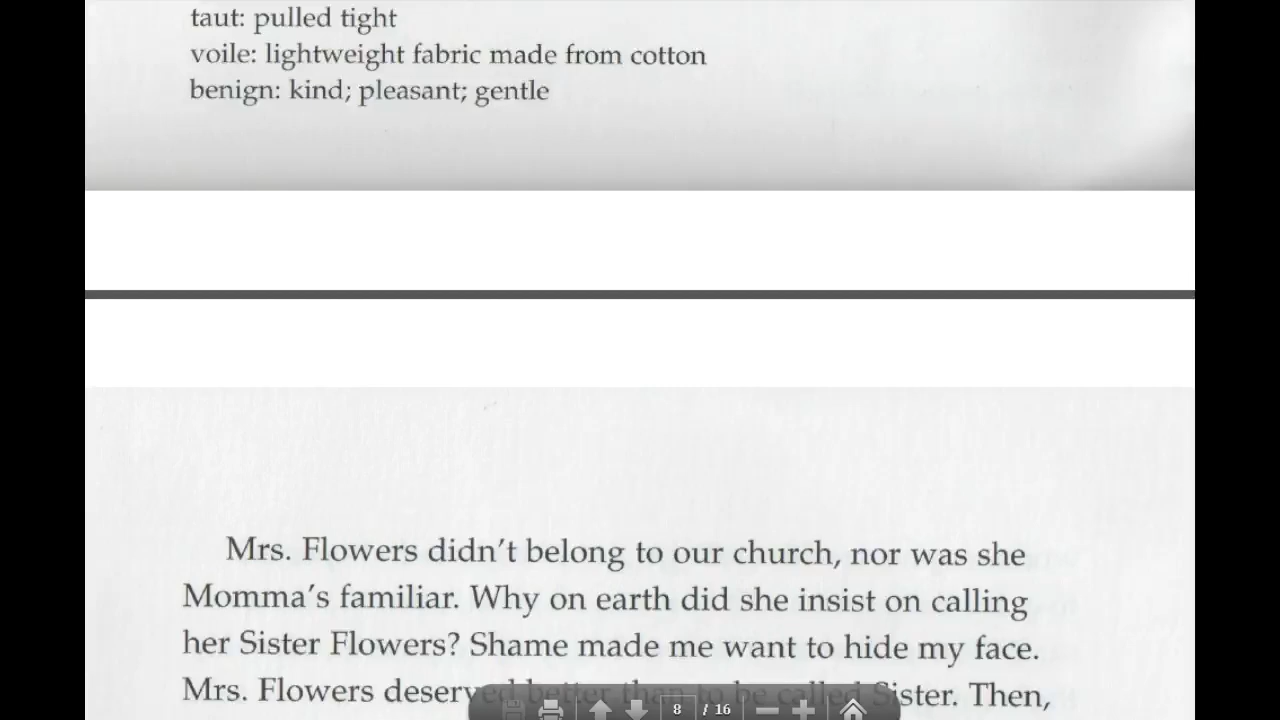 taut: pulled tight
voile: lightweight fabric made from cotton
benign: kind; pleasant; gentle
Mrs. Flowers didn't belong to our church, nor was she
Momma's familiar. Why on earth did she insist on calling
her Sister Flowers? Shame made me want to hide my face.
Mrs. Flowers deserved better than to be called Sister. Then,
8 / 16